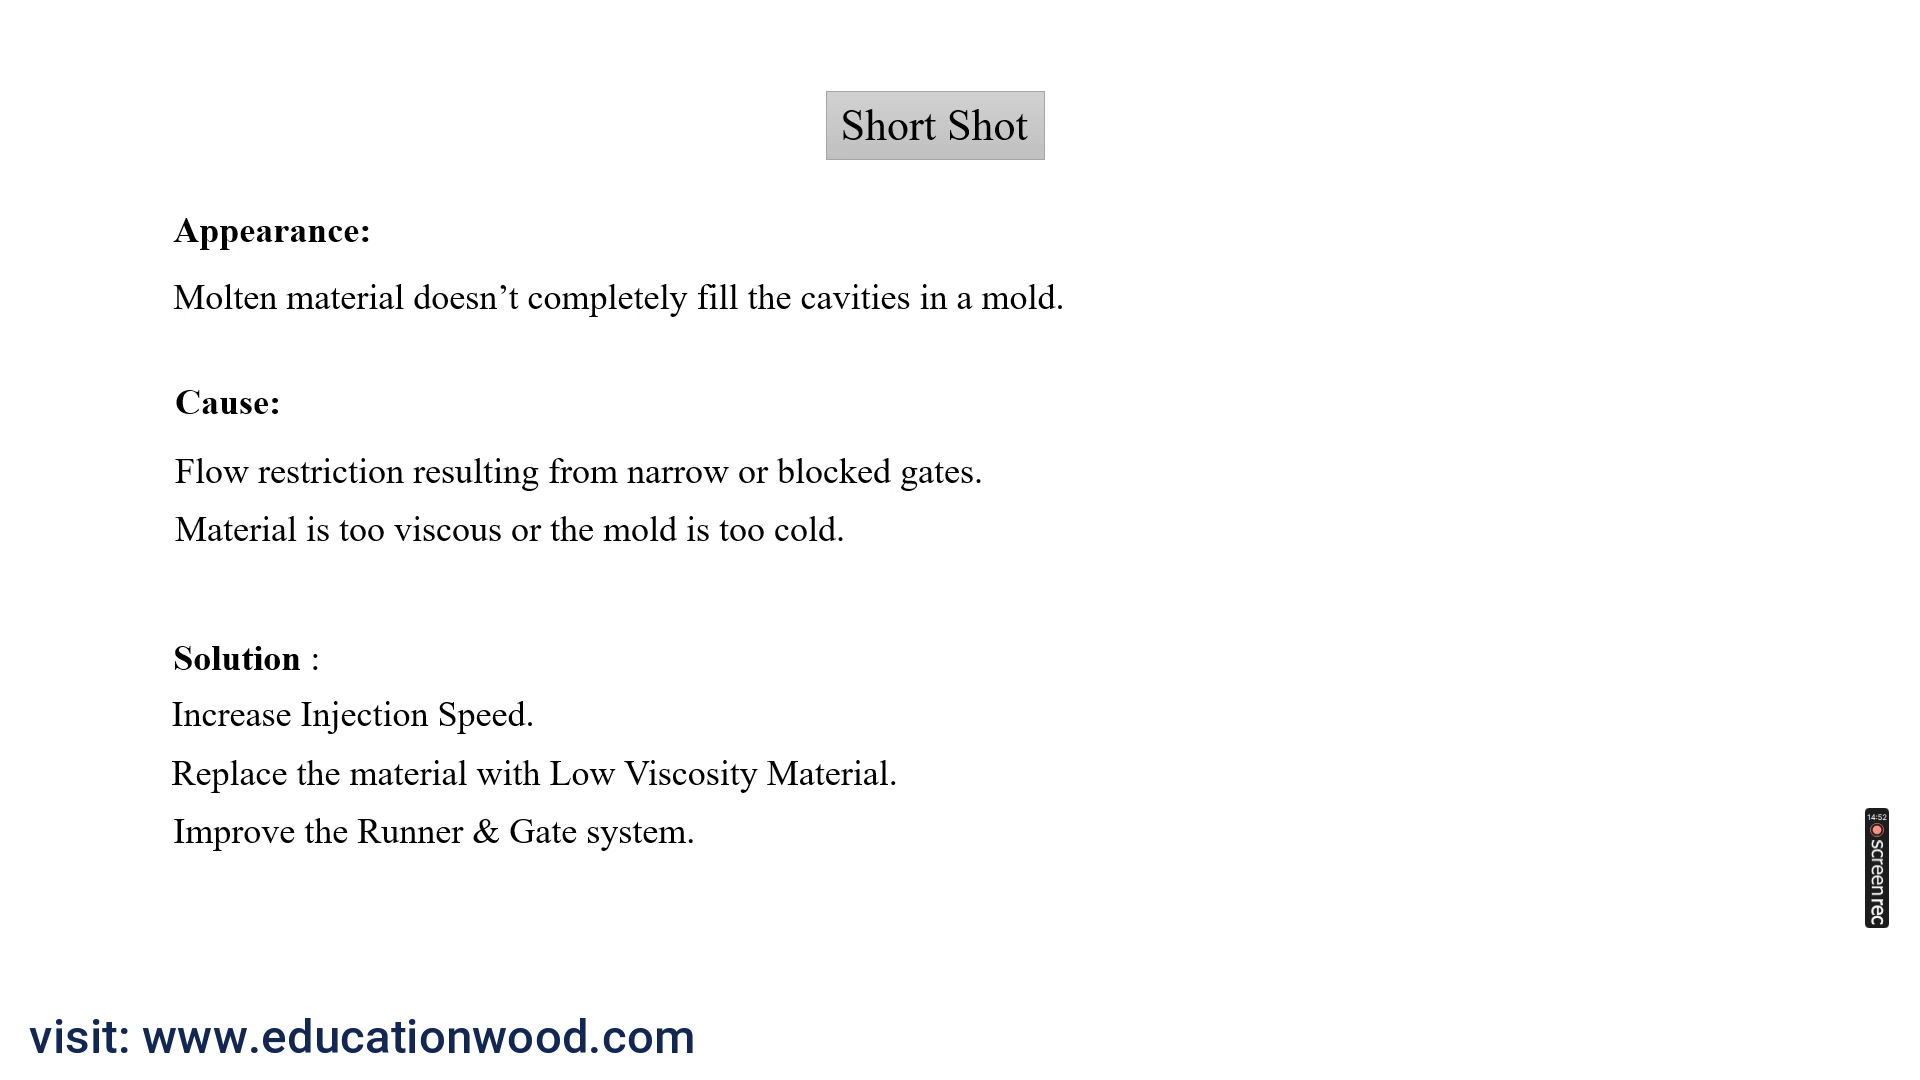 Short Shot
Appearance:
Molten material doesn’t completely fill the cavities in a mold.
Cause:
Flow restriction resulting from narrow or blocked gates.
Material is too viscous or the mold is too cold.
Solution :
Increase Injection Speed.
Replace the material with Low Viscosity Material.
Improve the Runner & Gate system.
14:52
screenrec
visit: www.educationwood.com